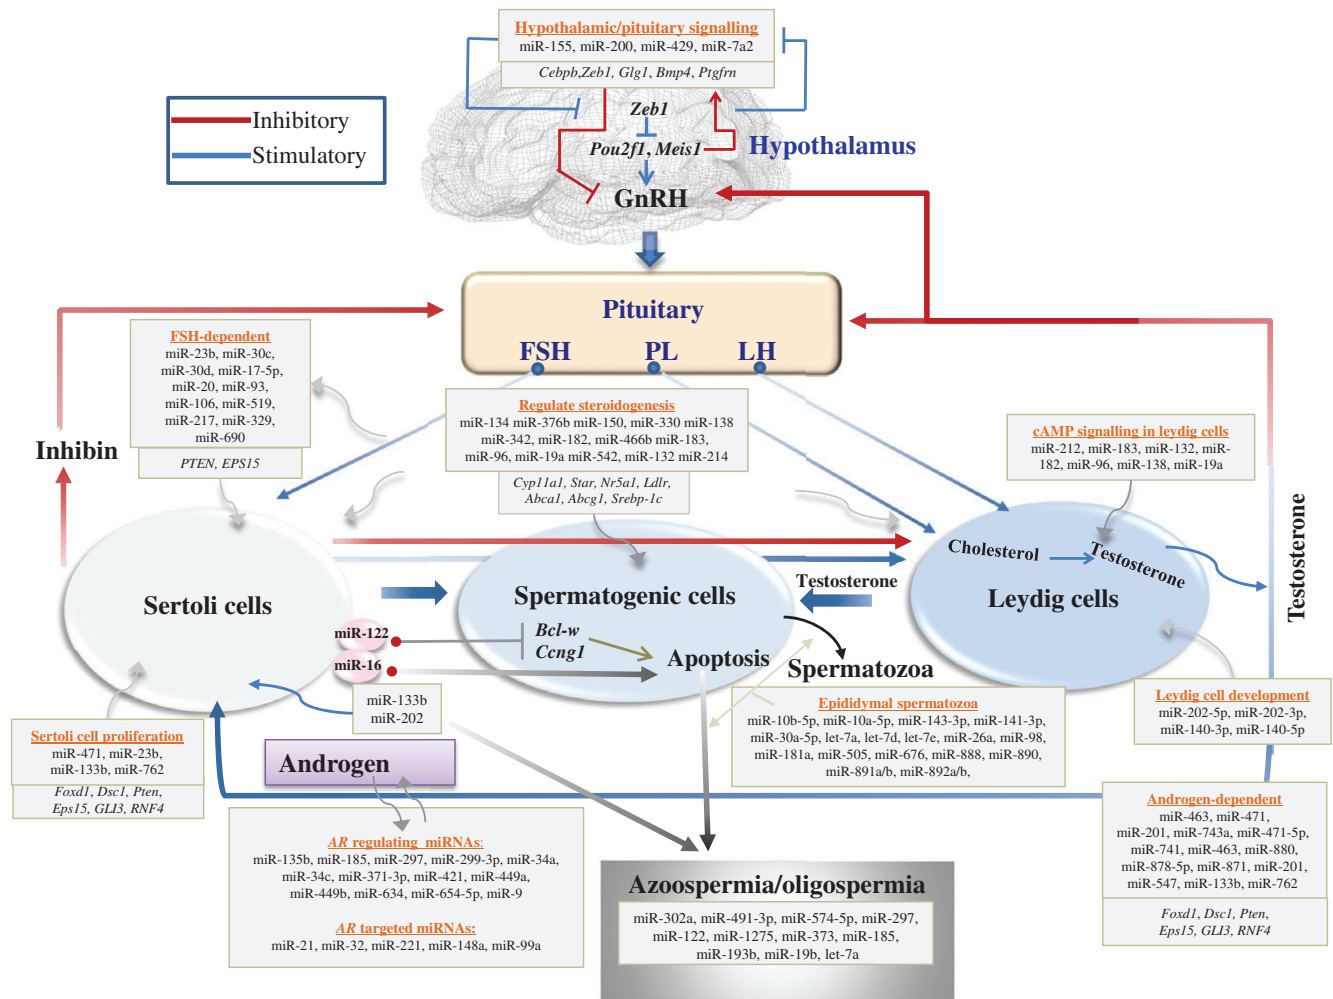 Hypothalamic/pituitary signalling
miR-155, miR-200, miR-429, miR-7a2
Cebpb,Zeb1, Glg1, Bmp4, Ptgfrn
Inhibitory
Stimulatory
Zeb1
Pou2f1, Meis1
Hypothalamus
GnRH
Pituitary
FSH
PL
LH
FSH-dependent
miR-23b, miR-30c,
miR-30d, miR-17-5p,
miR-20, miR-93,
miR-106, miR-519,
miR-217, miR-329,
miR-690
PTEN, EPS15
Inhibin
Regulate steroidogenesis
miR-134 miR-376b miR-150, miR-330 miR-138
miR-342, miR-182, miR-466b miR-183,
miR-96, miR-19a miR-542, miR-132 miR-214
Cyp11a1, Star, Nr5a1, Ldlr,
Abca1, Abcg1, Srebp-1c
cAMP signalling in leydig cells
miR-212, miR-183, miR-132, miR-
182, miR-96, miR-138, miR-19a
Cholesterol
Testosterone
Testosterone
Leydig cells
Testosterone
Sertoli cells
Spermatogenic cells
miR-122
miR-16
Bcl-w
Ccng1
Apoptosis
Spermatozoa
miR-133b
miR-202
Epididymal spermatozoa
miR-10b-5p, miR-10a-5p, miR-143-3p, miR-141-3p,
miR-30a-5p, let-7a, let-7d, let-7e, miR-26a, miR-98,
miR-181a, miR-505, miR-676, miR-888, miR-890,
miR-891a/b, miR-892a/b,
Leydig cell development
miR-202-5p, miR-202-3p,
miR-140-3p, miR-140-5p
Sertoli cell proliferation
miR-471, miR-23b,
miR-133b, miR-762
Foxd1, Dsc1, Pten,
Eps15, GLI3, RNF4
Androgen
AR regulating miRNAs:
miR-135b, miR-185, miR-297, miR-299-3p, miR-34a,
miR-34c, miR-371-3p, miR-421, miR-449a,
miR-449b, miR-634, miR-654-5p, miR-9
AR targeted miRNAs:
miR-21, miR-32, miR-221, miR-148a, miR-99a
Azoospermia/oligospermia
miR-302a, miR-491-3p, miR-574-5p, miR-297,
miR-122, miR-1275, miR-373, miR-185,
miR-193b, miR-19b, let-7a
Androgen-dependent
miR-463, miR-471,
miR-201, miR-743a, miR-471-5p,
miR-741, miR-463, miR-880,
miR-878-5p, miR-871, miR-201,
miR-547, miR-133b, miR-762
Foxd1, Dsc1, Pten,
Eps15, GLI3, RNF4